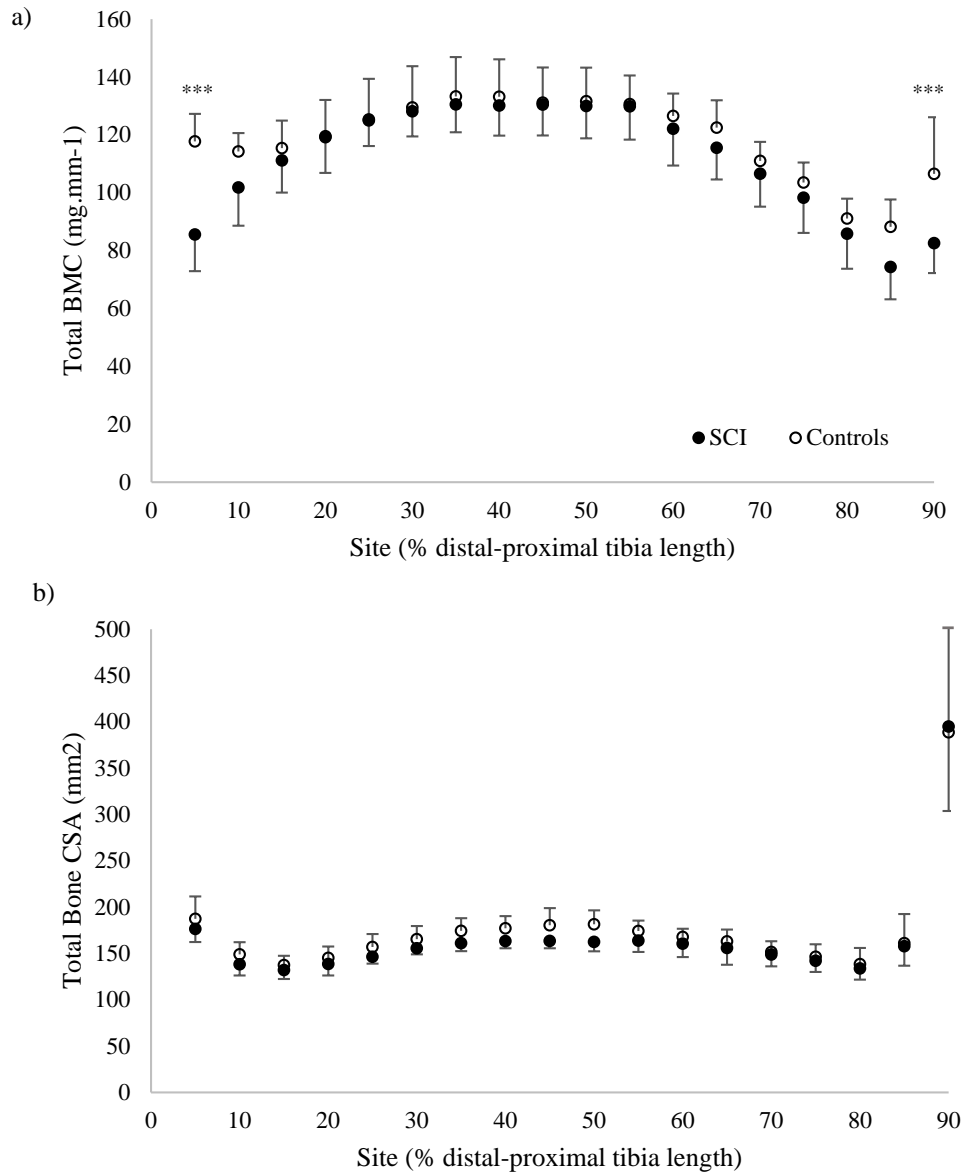 a)
160
140
120
100
80
60
40
20
0
Total BMC (mg.mm-1)
***
***
SCI
Controls
0 10 20 30 40 50 60 70 80 90
Site (% distal-proximal tibia length)
b)
500
450
400
350
300
250
200
150
100
50
0
Total Bone CSA (mm2)
0 10 20 30 40 50 60 70 80 90
Site (% distal-proximal tibia length)